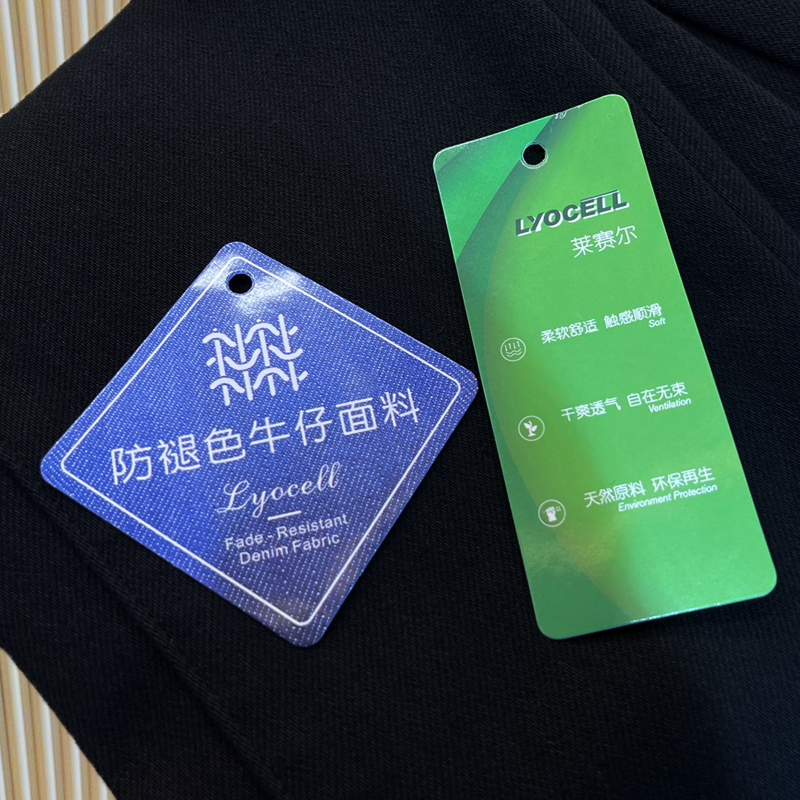 防褪色牛仔面料
Lyocell
Fade - Resistant
Denim Fabric
LYOCELL
莱赛尔
柔软舒适 触感顺滑
Soft
干爽透气 自在无束
Ventilation
天然原料 环保再生
Environment Protection